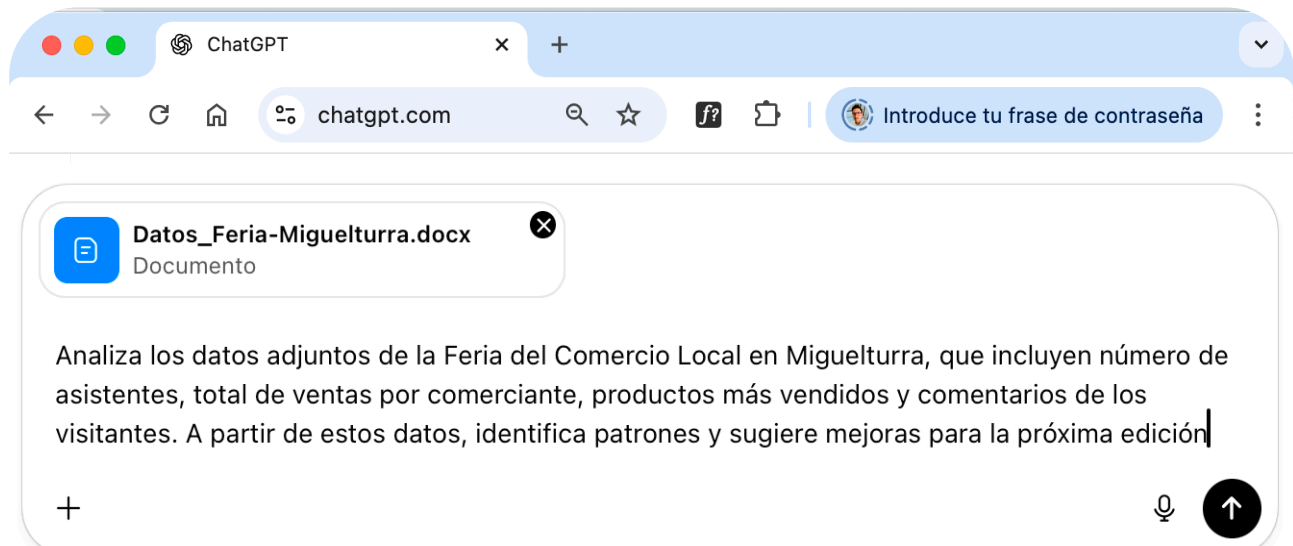 ChatGPT
chatgpt.com
f?
Introduce tu frase de contraseña
Datos_Feria-Miguelturra.docx
Documento
Analiza los datos adjuntos de la Feria del Comercio Local en Miguelturra, que incluyen número de
asistentes, total de ventas por comerciante, productos más vendidos y comentarios de los
visitantes. A partir de estos datos, identifica patrones y sugiere mejoras para la próxima edición